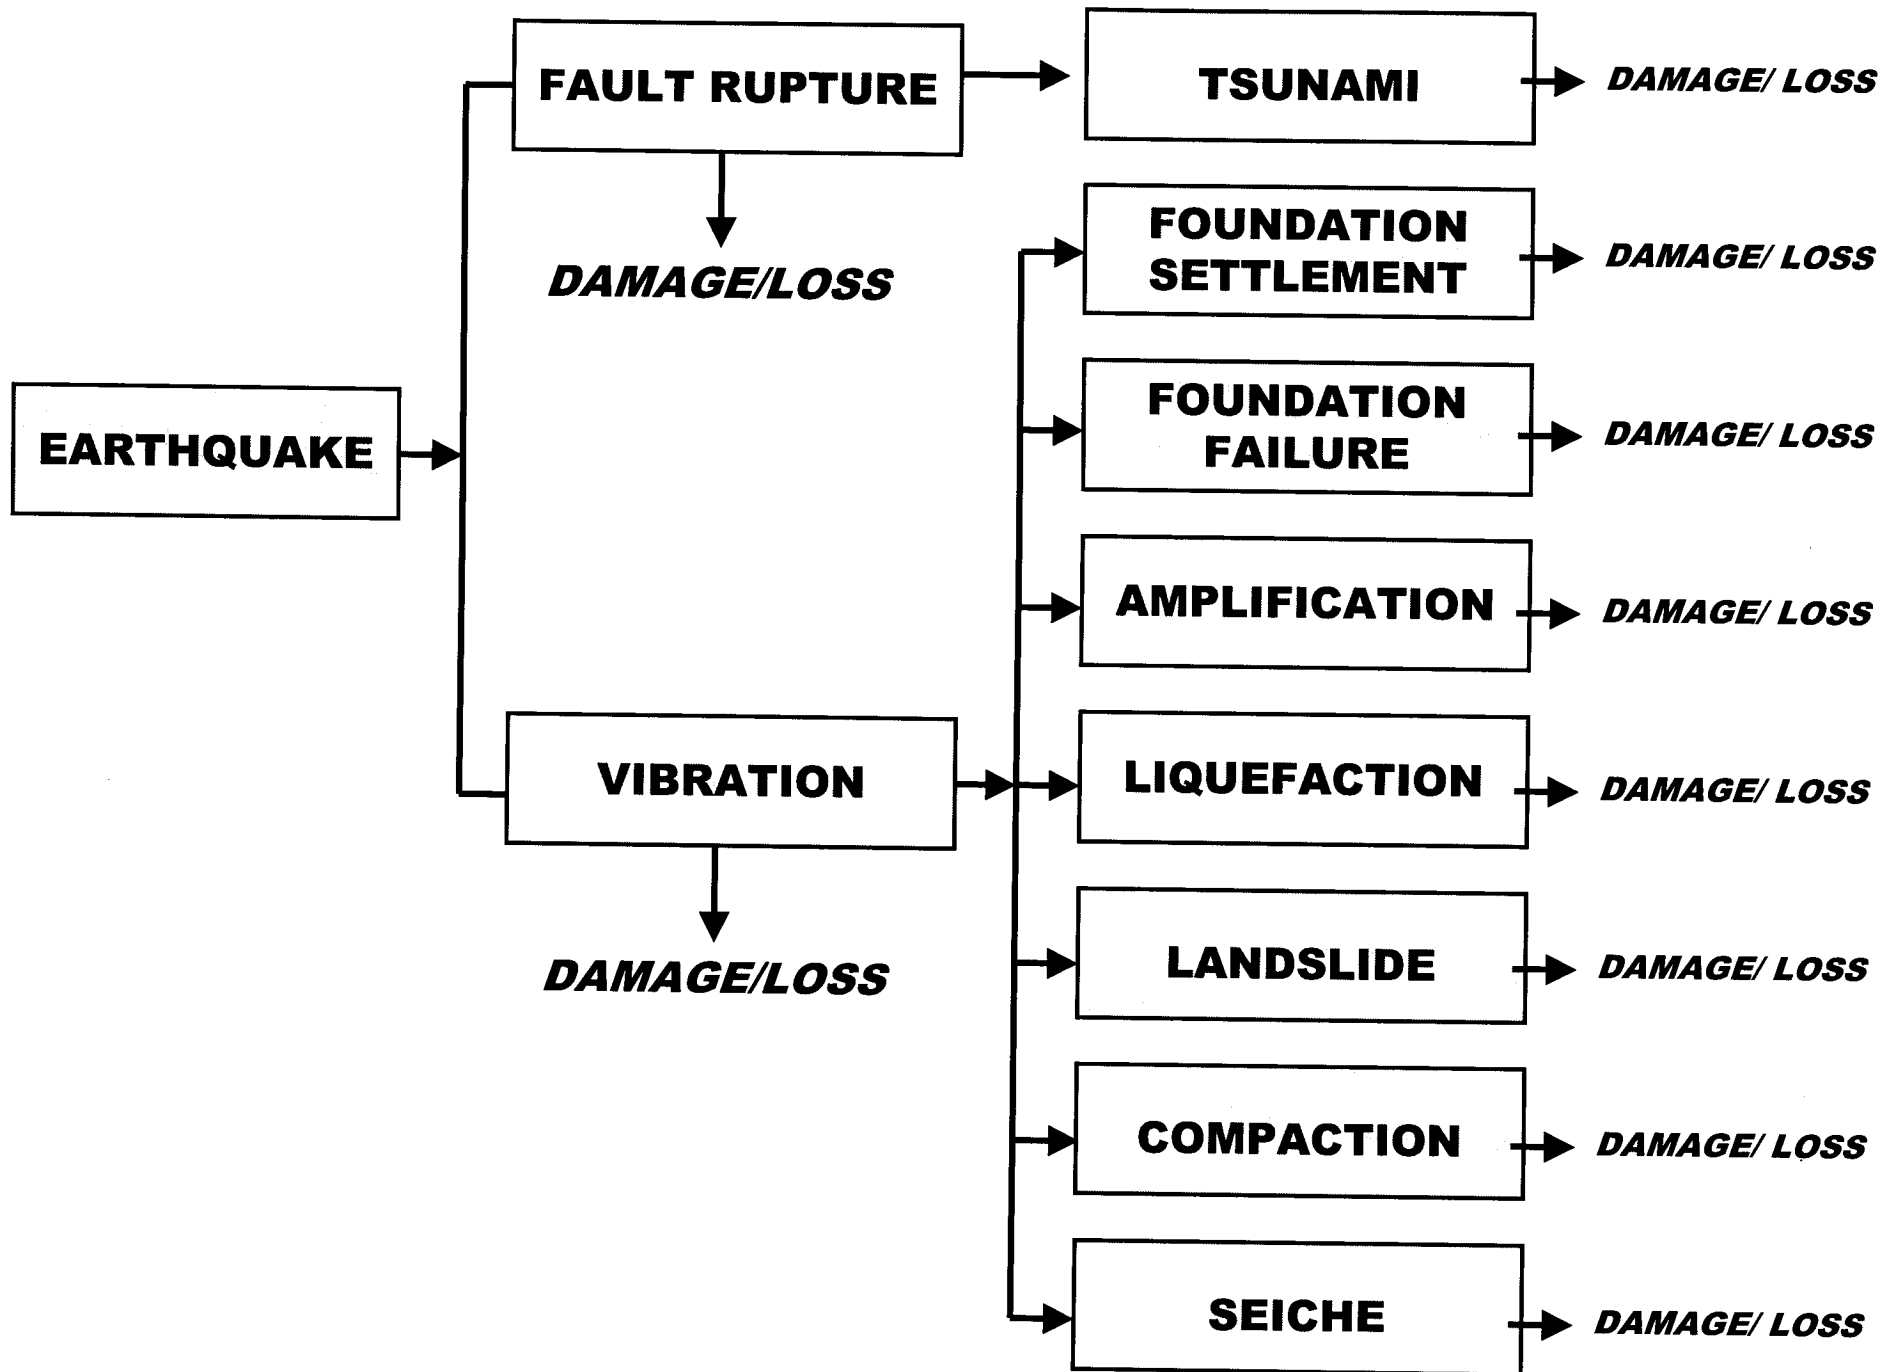 FAULT RUPTURE
TSUNAMI
DAMAGE/ LOSS
DAMAGE/LOSS
FOUNDATION
SETTLEMENT
DAMAGE/ LOSS
FOUNDATION
FAILURE
DAMAGE/ LOSS
EARTHQUAKE
AMPLIFICATION
DAMAGE/ LOSS
VIBRATION
DAMAGE/LOSS
LIQUEFACTION
DAMAGE/ LOSS
LANDSLIDE
DAMAGE/ LOSS
COMPACTION
DAMAGE/ LOSS
SEICHE
DAMAGE/ LOSS